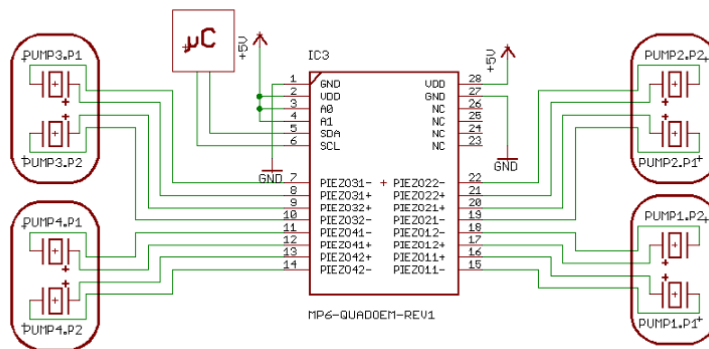 PUMP3.P1
PUMP3.P2
PUMP4.P1
PUMP4.P2
µC
+5V
IC3
1 GND
2 VDD
3 A0
4 A1
5 SDA
6 SCL
GND
7 PIEZO31-
8 PIEZO31+
9 PIEZO32+
10 PIEZO32-
11 PIEZO41-
12 PIEZO41+
13 PIEZO42+
14 PIEZO42-
VDD 28
GND 27
NC 26
NC 25
NC 24
NC 23
PIEZO22- 22
PIEZO22+ 21
PIEZO21+ 20
PIEZO21- 19
PIEZO12- 18
PIEZO12+ 17
PIEZO11+ 16
PIEZO11- 15
MP6-QUADOEM-REV1
+5V
GND
PUMP2.P2
PUMP2.P1
PUMP1.P2
PUMP1.P1